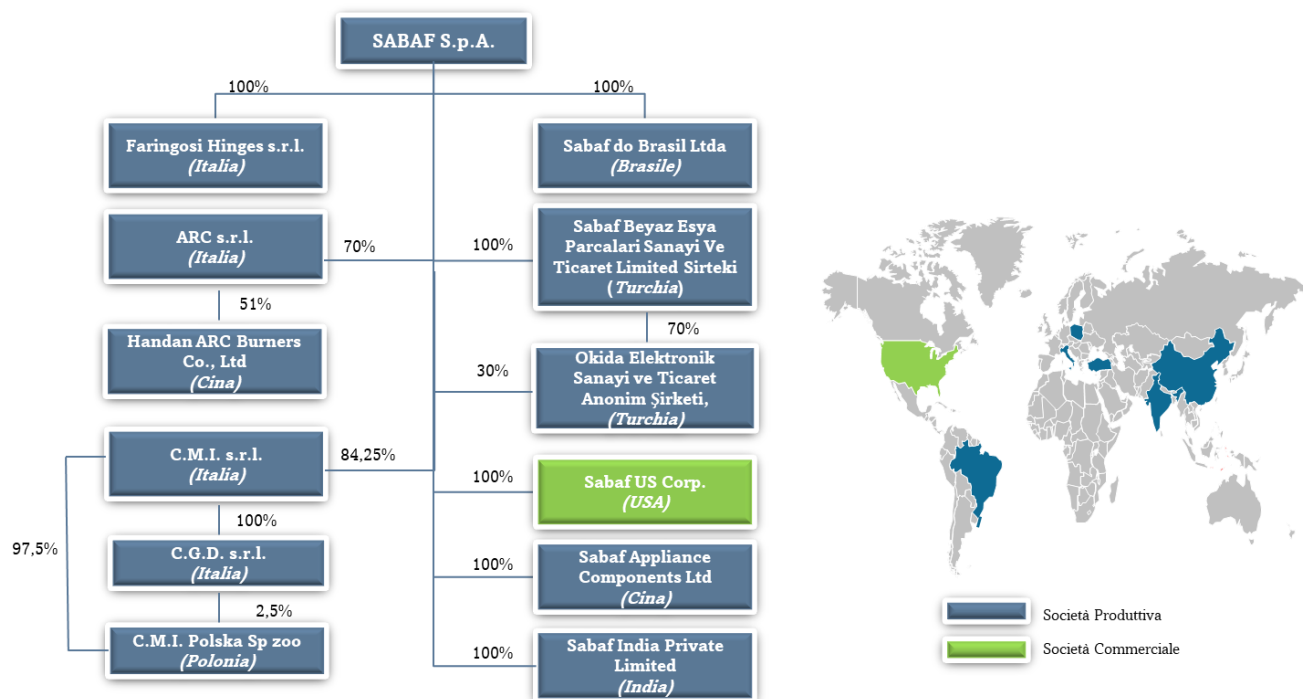 SABAF S.p.A.
100%
100%
Faringosi Hinges s.r.l.
(Italia)
Sabaf do Brasil Ltda
(Brasile)
ARC s.r.l.
(Italia)
70%
100%
Sabaf Beyaz Esya
Parcalari Sanayi Ve
Ticaret Limited Sirteki
(Turchia)
51%
70%
Handan ARC Burners
Co., Ltd
(Cina)
30%
Okida Elektronik
Sanayi ve Ticaret
Anonim Şirketi,
(Turchia)
C.M.I. s.r.l.
(Italia)
84,25%
100%
Sabaf US Corp.
(USA)
100%
97,5%
C.G.D. s.r.l.
(Italia)
100%
Sabaf Appliance
Components Ltd
(Cina)
2,5%
C.M.I. Polska Sp zoo
(Polonia)
100%
Sabaf India Private
Limited
(India)
Società Produttiva
Società Commerciale